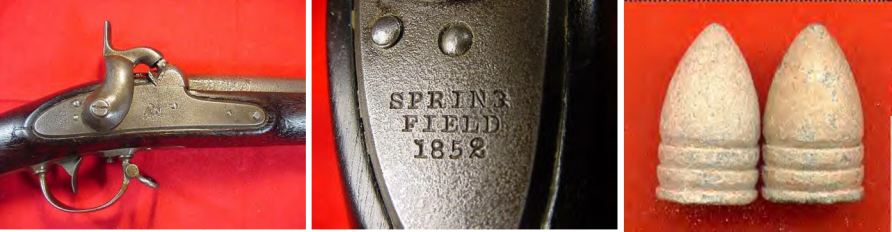 SPRING
FIELD
1852